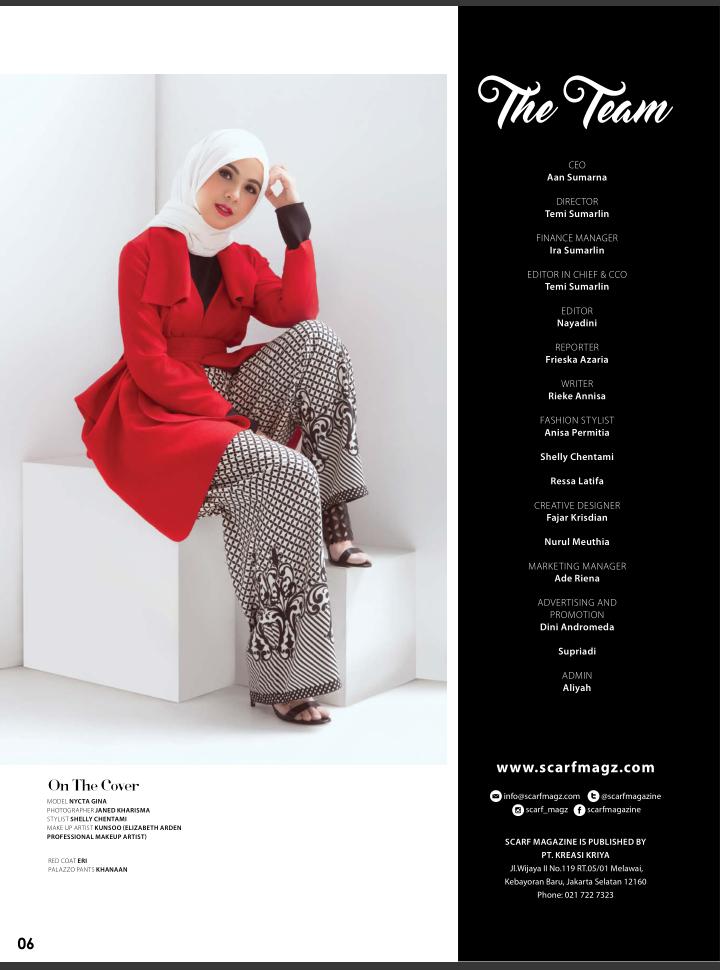 The Team
CEO
Aan Sumarna
DIRECTOR
Temi Sumarlin
FINANCE MANAGER
Ira Sumarlin
EDITOR IN CHIEF & CCO
Temi Sumarlin
EDITOR
Nayadini
REPORTER
Frieska Azaria
WRITER
Rieke Annisa
FASHION STYLIST
Anisa Permitia
Shelly Chentami
Ressa Latifa
CREATIVE DESIGNER
Fajar Krisdian
Nurul Meuthia
MARKETING MANAGER
Ade Riena
ADVERTISING AND
PROMOTION
Dini Andromeda
Supriadi
ADMIN
Aliyah
www.scarfmagz.com
info@scarfmagz.com @scarfmagazine
scarf_magz scarfmagazine
SCARF MAGAZINE IS PUBLISHED BY
PT. KREASI KRIYA
Jl.Wijaya II No.119 RT.05/01 Melawai,
Kebayoran Baru, Jakarta Selatan 12160
Phone: 021 722 7323
On The Cover
MODEL NYCTA GINA
PHOTOGRAPHER JANED KHARISMA
STYLIST SHELLY CHENTAMI
MAKE UP ARTIST KUNSOO (ELIZABETH ARDEN
PROFESSIONAL MAKEUP ARTIST)
RED COAT ERI
PALAZZO PANTS KHANAAN
06